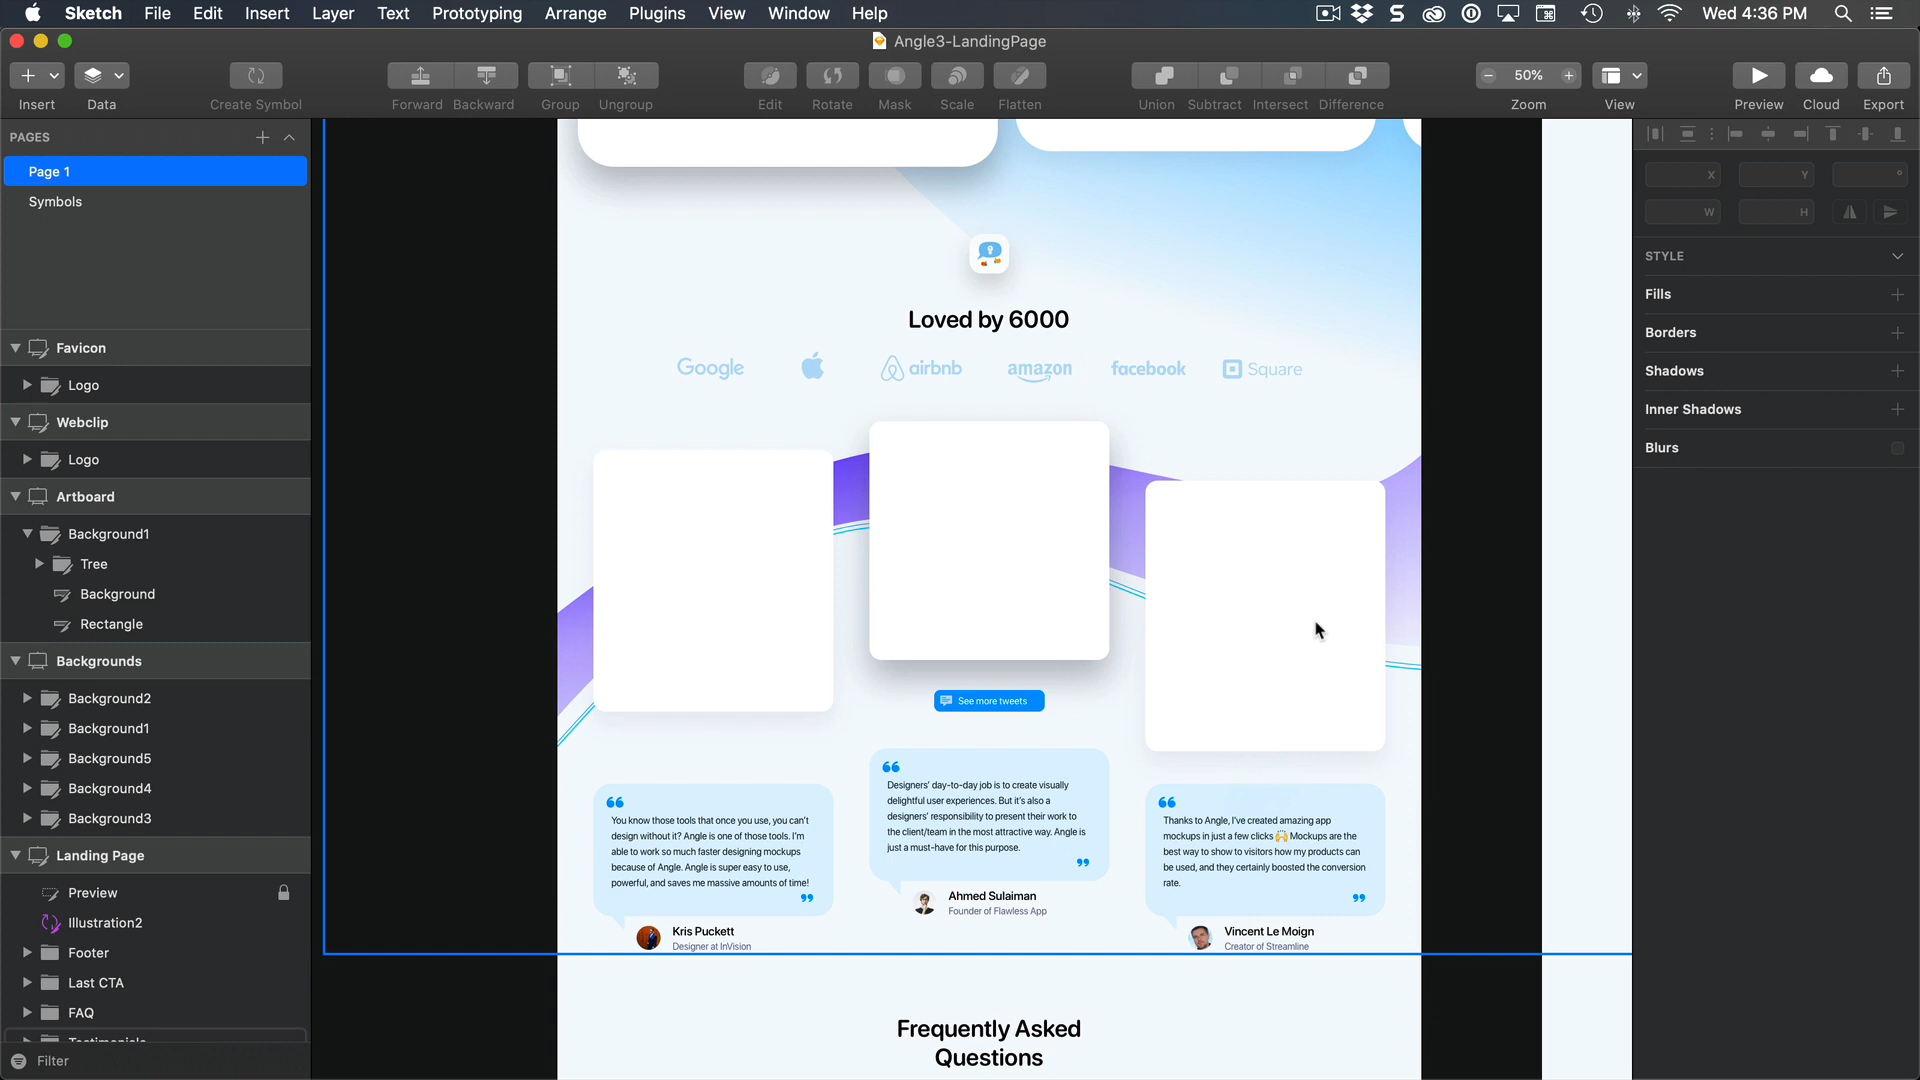 Sketch File Edit Insert Layer Text Prototyping Arrange Plugins View Window Help
Wed 4:36 PM
Angle3-LandingPage
50%
Insert Data Create Symbol Forward Backward Group Ungroup Edit Rotate Mask Scale Flatten Union Subtract Intersect Difference Zoom View Preview Cloud Export
PAGES
Page 1
Symbols
Favicon
Logo
Webclip
Logo
Artboard
Background1
Tree
Background
Rectangle
Backgrounds
Background2
Background1
Background5
Background4
Background3
Landing Page
Preview
Illustration2
Footer
Last CTA
FAQ
Testimonials
Filter
Loved by 6000
Google airbnb amazon facebook Square
See more tweets
You know those tools that once you use, you can't
design without it? Angle is one of those tools. I'm
able to work so much faster designing mockups
because of Angle. Angle is super easy to use,
powerful, and saves me massive amounts of time!
Kris Puckett
Designer at InVision
Designers' day-to-day job is to create visually
delightful user experiences. But it's also a
designers' responsibility to present their work to
the client/team in the most attractive way. Angle is
just a must-have for this purpose.
Ahmed Sulaiman
Founder of Flawless App
Thanks to Angle, I've created amazing app
mockups in just a few clicks 🙌 Mockups are the
best way to show to visitors how my products can
be used, and they certainly boosted the conversion
rate.
Vincent Le Moign
Creator of Streamline
Frequently Asked
Questions
X Y °
W H
STYLE
Fills
Borders
Shadows
Inner Shadows
Blurs